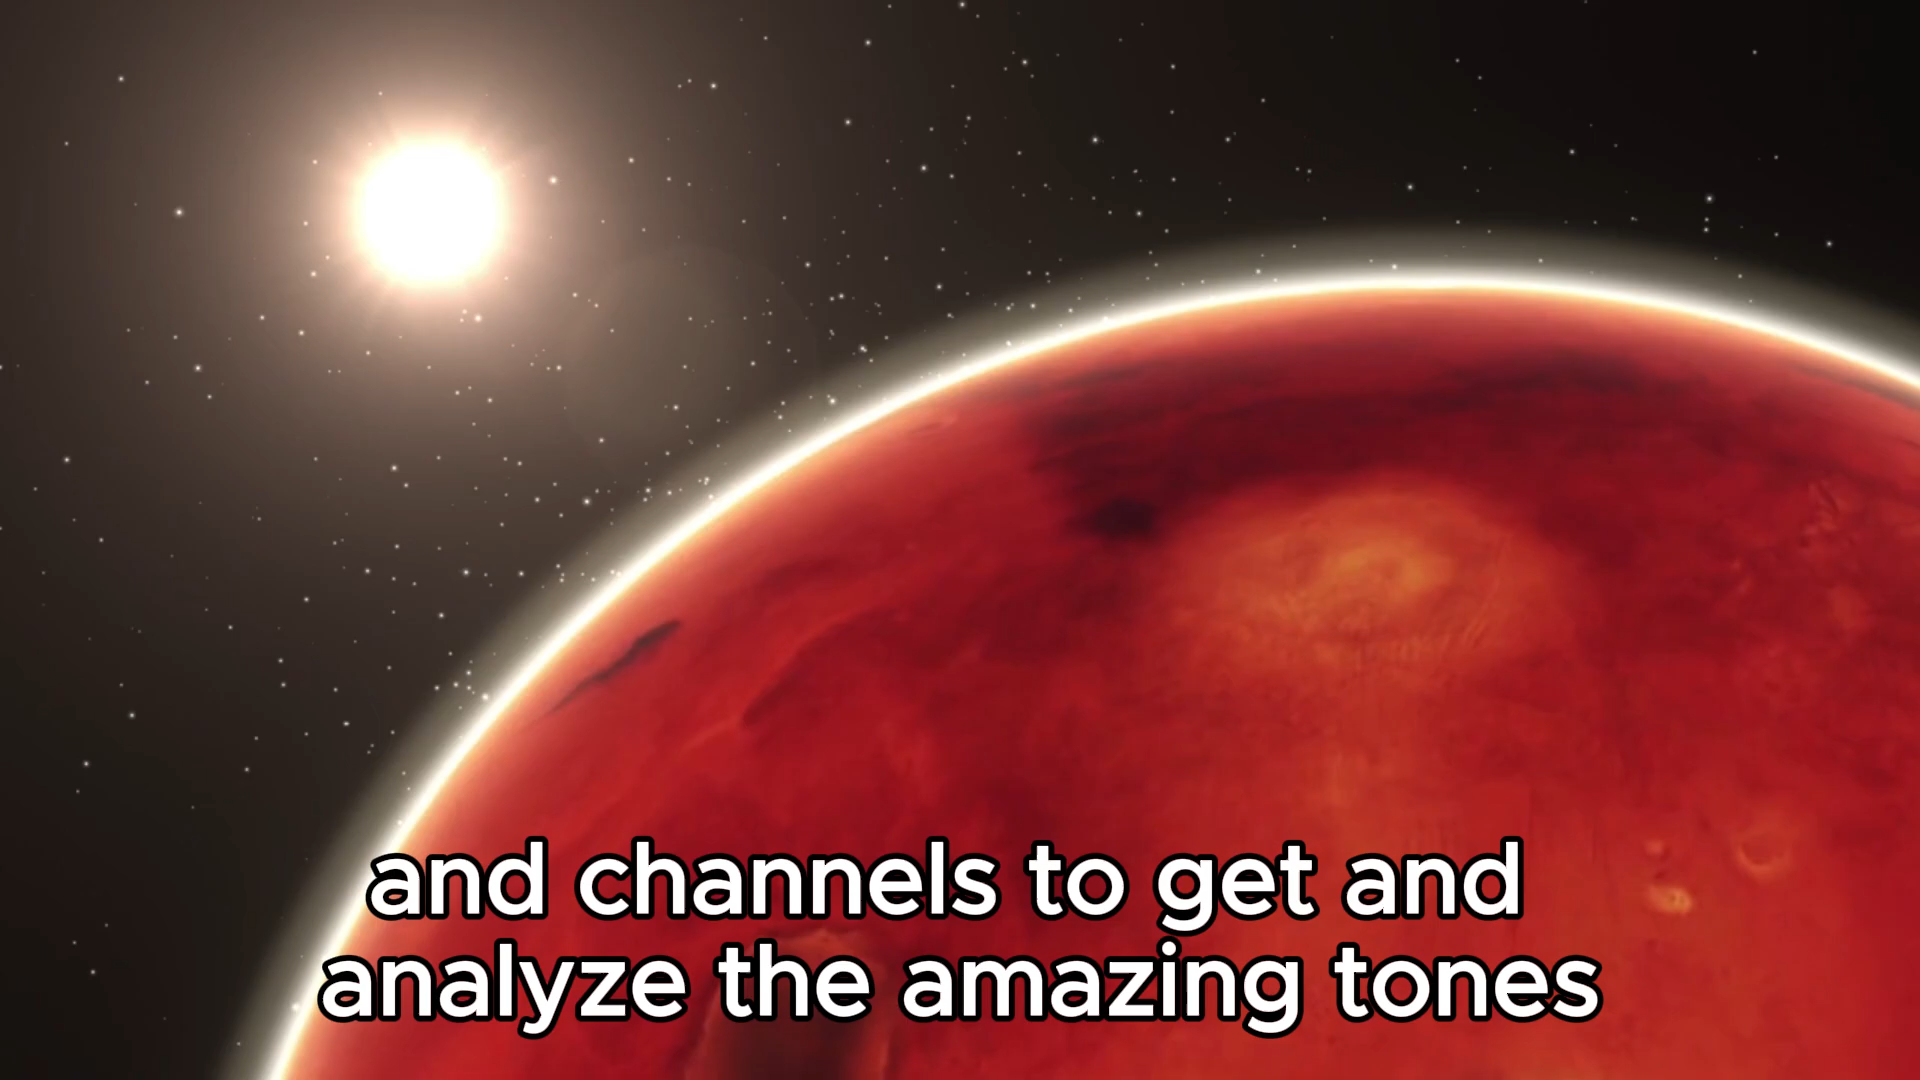 and channels to get and
analyze the amazing tones